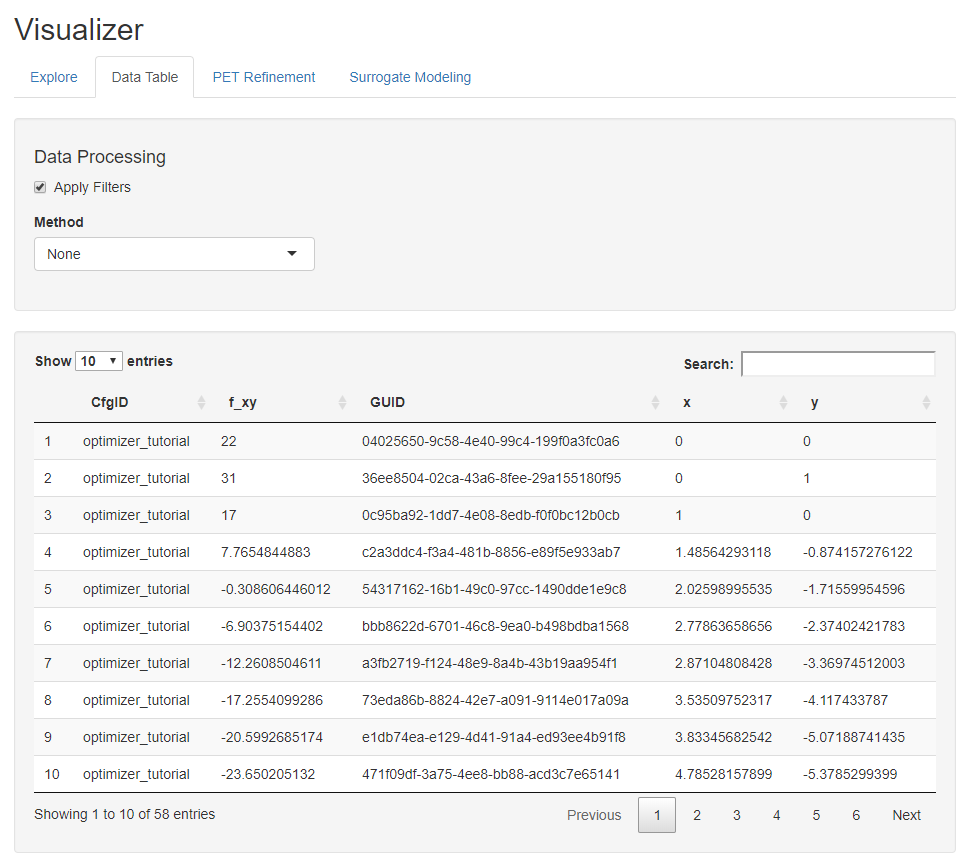 Visualizer
Explore Data Table PET Refinement Surrogate Modeling
Data Processing
Apply Filters
Method
None
Show 10 entries Search:
CfgID f_xy GUID x y
1 optimizer_tutorial 22 04025650-9c58-4e40-99c4-199f0a3fc0a6 0 0
2 optimizer_tutorial 31 36ee8504-02ca-43a6-8fee-29a155180f95 0 1
3 optimizer_tutorial 17 0c95ba92-1dd7-4e08-8edb-f0f0bc12b0cb 1 0
4 optimizer_tutorial 7.7654844883 c2a3ddc4-f3a4-481b-8856-e89f5e933ab7 1.48564293118 -0.874157276122
5 optimizer_tutorial -0.308606446012 54317162-16b1-49c0-97cc-1490dde1e9c8 2.02598995535 -1.71559954596
6 optimizer_tutorial -6.90375154402 bbb8622d-6701-46c8-9ea0-b498bdba1568 2.77863658656 -2.37402421783
7 optimizer_tutorial -12.2608504611 a3fb2719-f124-48e9-8a4b-43b19aa954f1 2.87104808428 -3.36974512003
8 optimizer_tutorial -17.2554099286 73eda86b-8824-42e7-a091-9114e017a09a 3.53509752317 -4.117433787
9 optimizer_tutorial -20.5992685174 e1db74ea-e129-4d41-91a4-ed93ee4b91f8 3.83345682542 -5.07188741435
10 optimizer_tutorial -23.650205132 471f09df-3a75-4ee8-bb88-acd3c7e65141 4.78528157899 -5.3785299399
Showing 1 to 10 of 58 entries Previous 1 2 3 4 5 6 Next